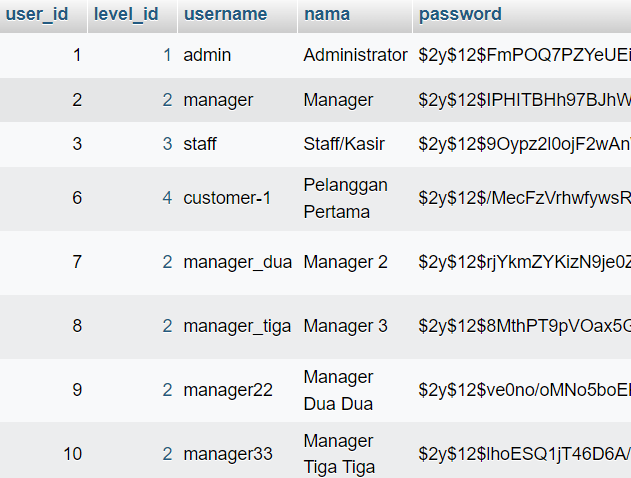 user_id level_id username nama password
1 1 admin Administrator $2y$12$FmPOQ7PZYeUEi
2 2 manager Manager $2y$12$IPHITBHh97BJhW
3 3 staff Staff/Kasir $2y$12$9Oypz2l0ojF2wAn
6 4 customer-1 Pelanggan Pertama $2y$12$/MecFzVrhwfywsR
7 2 manager_dua Manager 2 $2y$12$rjYkmZYKizN9je0Z
8 2 manager_tiga Manager 3 $2y$12$8MthPT9pVOax5G
9 2 manager22 Manager Dua Dua $2y$12$ve0no/oMNo5boE
10 2 manager33 Manager Tiga Tiga $2y$12$lhoESQ1jT46D6A/